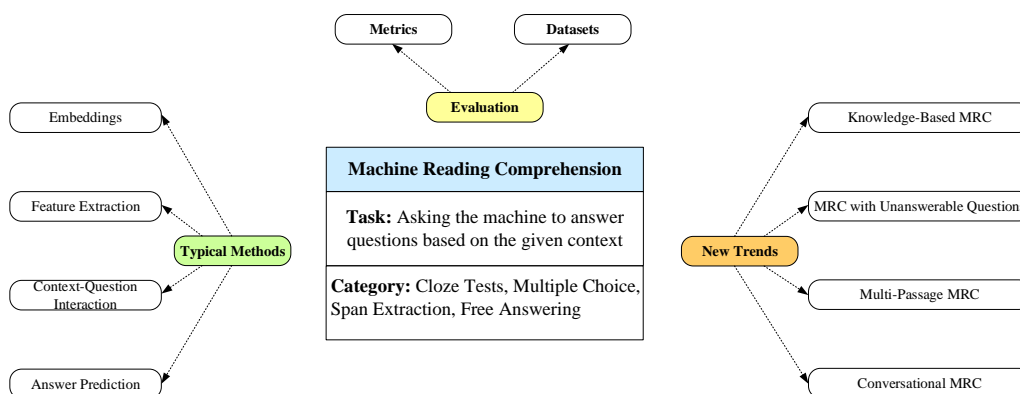 Metrics
Datasets
Evaluation
Embeddings
Feature Extraction
Typical Methods
Context-Question
Interaction
Answer Prediction
Machine Reading Comprehension
Task: Asking the machine to answer
questions based on the given context
Category: Cloze Tests, Multiple Choice,
Span Extraction, Free Answering
Knowledge-Based MRC
MRC with Unanswerable Questions
New Trends
Multi-Passage MRC
Conversational MRC